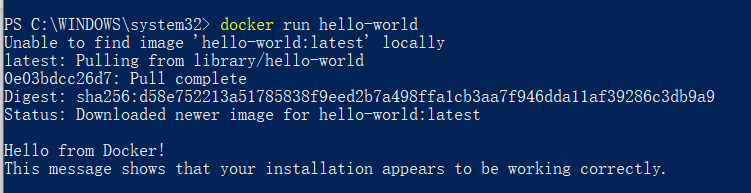 PS C:\WINDOWS\system32> docker run hello-world
Unable to find image 'hello-world:latest' locally
latest: Pulling from library/hello-world
0e03bdcc26d7: Pull complete
Digest: sha256:d58e752213a51785838f9eed2b7a498ffa1cb3aa7f946dda11af39286c3db9a9
Status: Downloaded newer image for hello-world:latest
Hello from Docker!
This message shows that your installation appears to be working correctly.